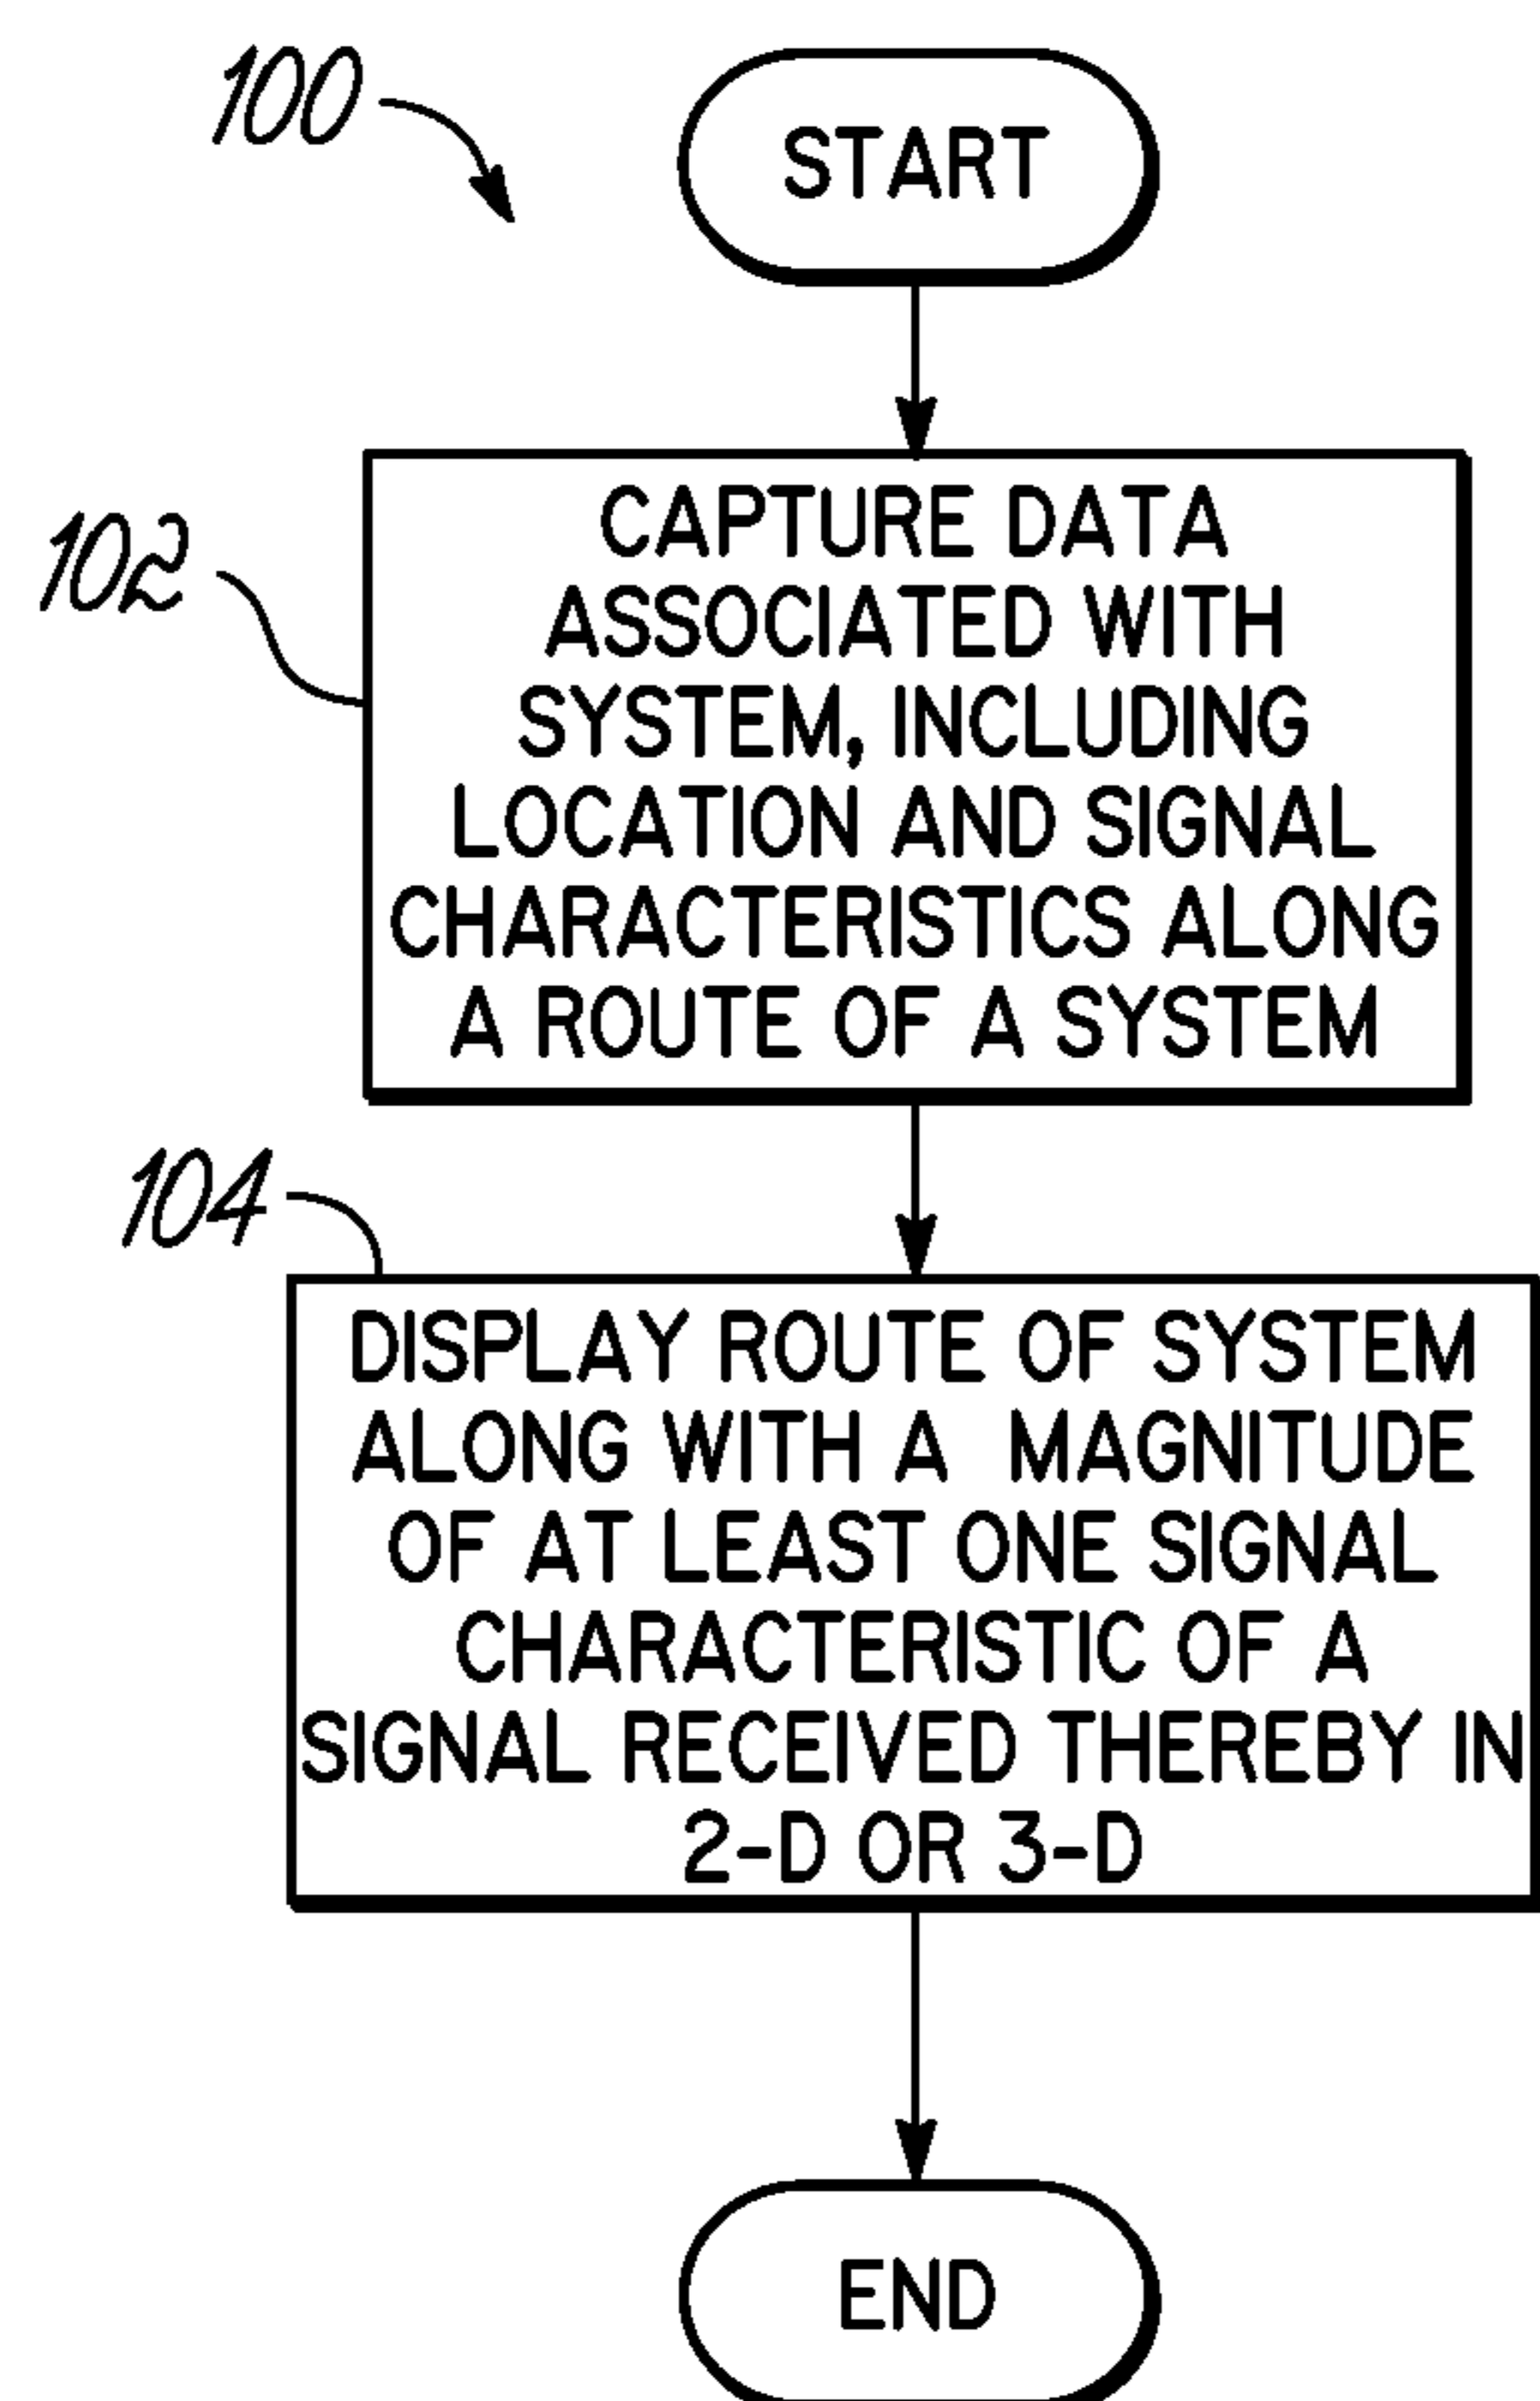 100
START
102
CAPTURE DATA
ASSOCIATED WITH
SYSTEM, INCLUDING
LOCATION AND SIGNAL
CHARACTERISTICS ALONG
A ROUTE OF A SYSTEM
104
DISPLAY ROUTE OF SYSTEM
ALONG WITH A MAGNITUDE
OF AT LEAST ONE SIGNAL
CHARACTERISTIC OF A
SIGNAL RECEIVED THEREBY IN
2-D OR 3-D
END